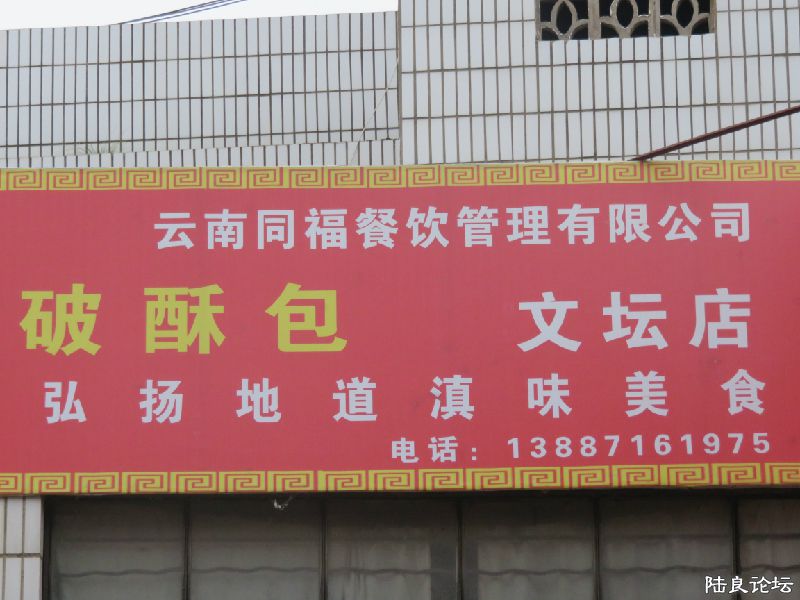 云南同福餐饮管理有限公司
破酥包 文坛店
弘扬地道滇味美食
电话：13887161975
陆良论坛